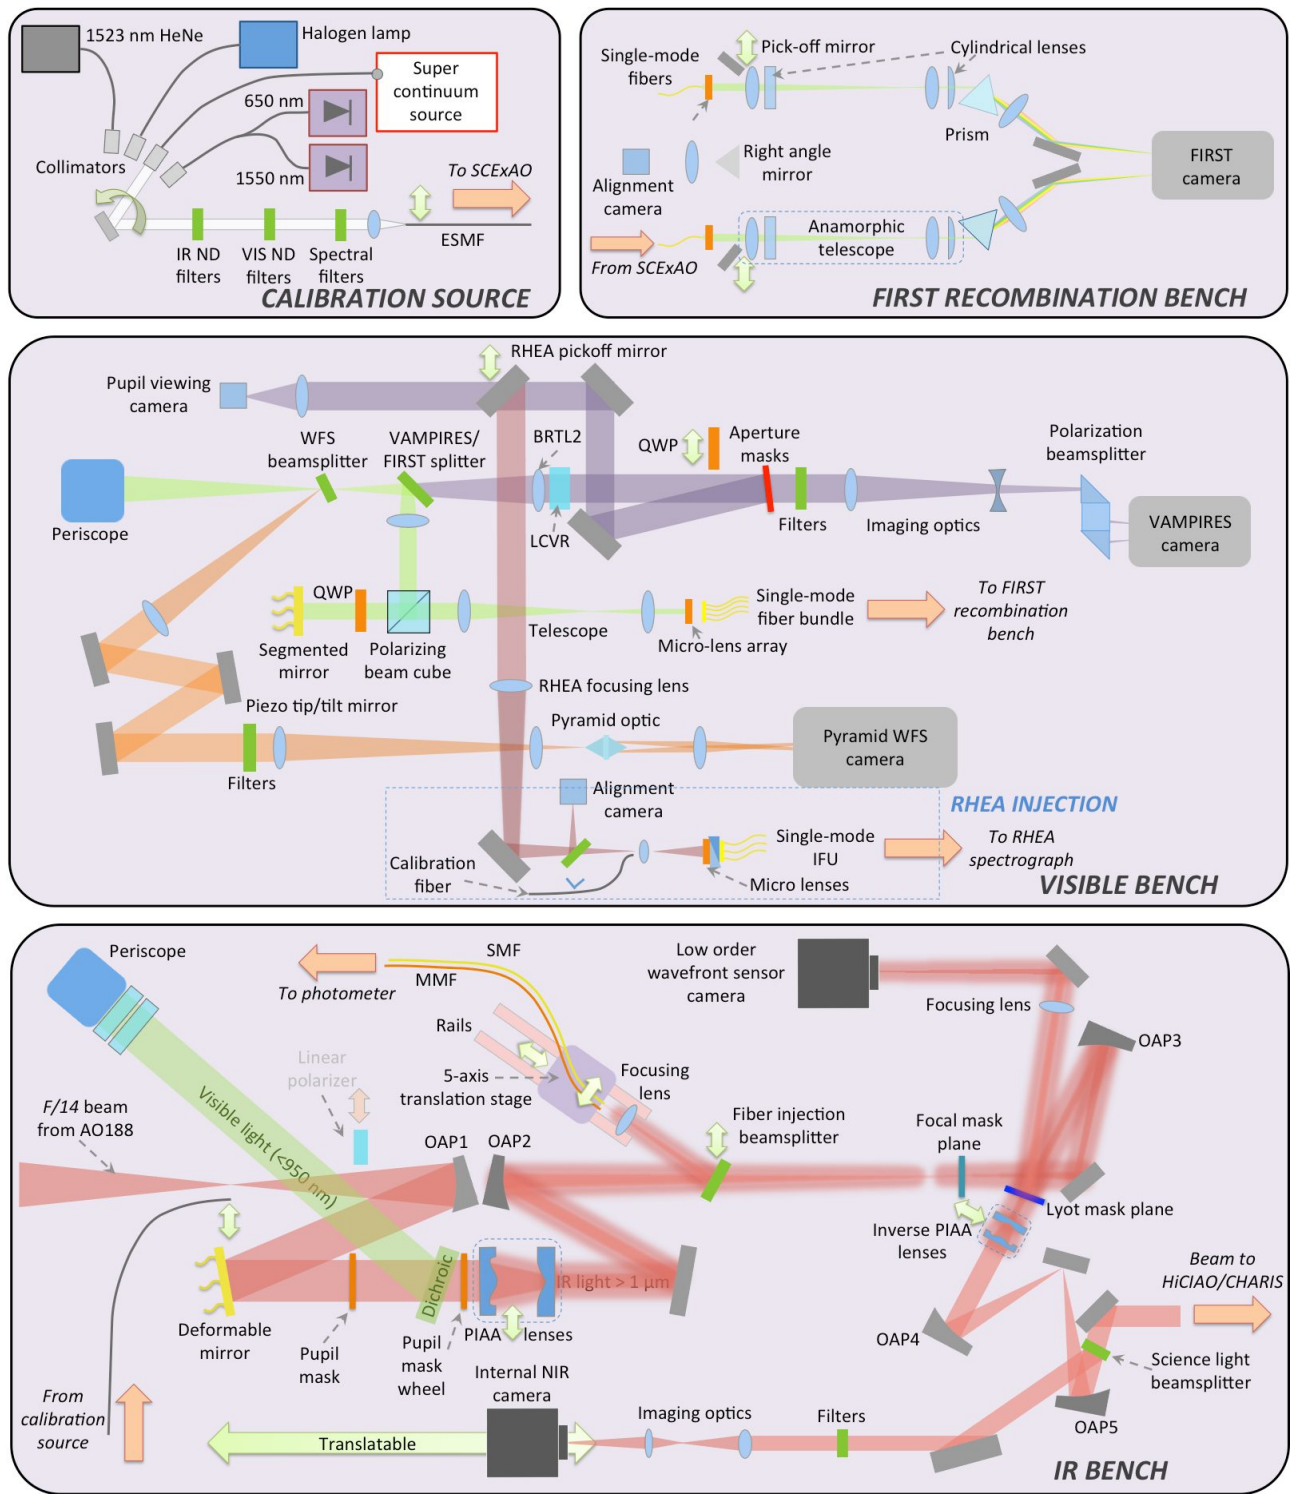 1523 nm HeNe
Halogen lamp
Super
continuum
source
650 nm
1550 nm
Collimators
To SCExAO
ESMF
IR ND
filters
VIS ND
filters
Spectral
filters
CALIBRATION SOURCE
Single-mode
fibers
Pick-off mirror
Cylindrical lenses
Prism
FIRST
camera
Right angle
mirror
Alignment
camera
Anamorphic
telescope
From SCExAO
FIRST RECOMBINATION BENCH
RHEA pickoff mirror
Pupil viewing
camera
WFS
beamsplitter
VAMPIRES/
FIRST splitter
BRTL2
QWP
Aperture
masks
Polarization
beamsplitter
Periscope
LCVR
Filters
Imaging optics
VAMPIRES
camera
QWP
Segmented
mirror
Polarizing
beam cube
Telescope
Single-mode
fiber bundle
Micro-lens array
To FIRST
recombination
bench
RHEA focusing lens
Piezo tip/tilt mirror
Pyramid optic
Pyramid WFS
camera
Filters
Alignment
camera
RHEA INJECTION
Calibration
fiber
Single-mode
IFU
Micro lenses
To RHEA
spectrograph
VISIBLE BENCH
Periscope
SMF
MMF
To photometer
Low order
wavefront sensor
camera
Focusing lens
OAP3
Rails
5-axis
translation stage
Focusing
lens
Linear
polarizer
Visible light (<950 nm)
F/14 beam
from AO188
OAP1
OAP2
Fiber injection
beamsplitter
Focal mask
plane
Lyot mask plane
Inverse PIAA
lenses
Beam to
HiCIAO/CHARIS
Dichroic
IR light > 1 μm
Deformable
mirror
Pupil
mask
Pupil
mask
wheel
PIAA
lenses
OAP4
Science light
beamsplitter
OAP5
Internal NIR
camera
From
calibration
source
Translatable
Imaging optics
Filters
IR BENCH